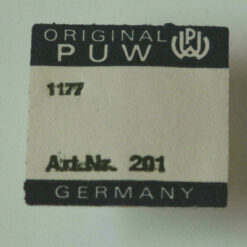 ORIGINAL
PUW
1177
Art.Nr. 201
GERMANY